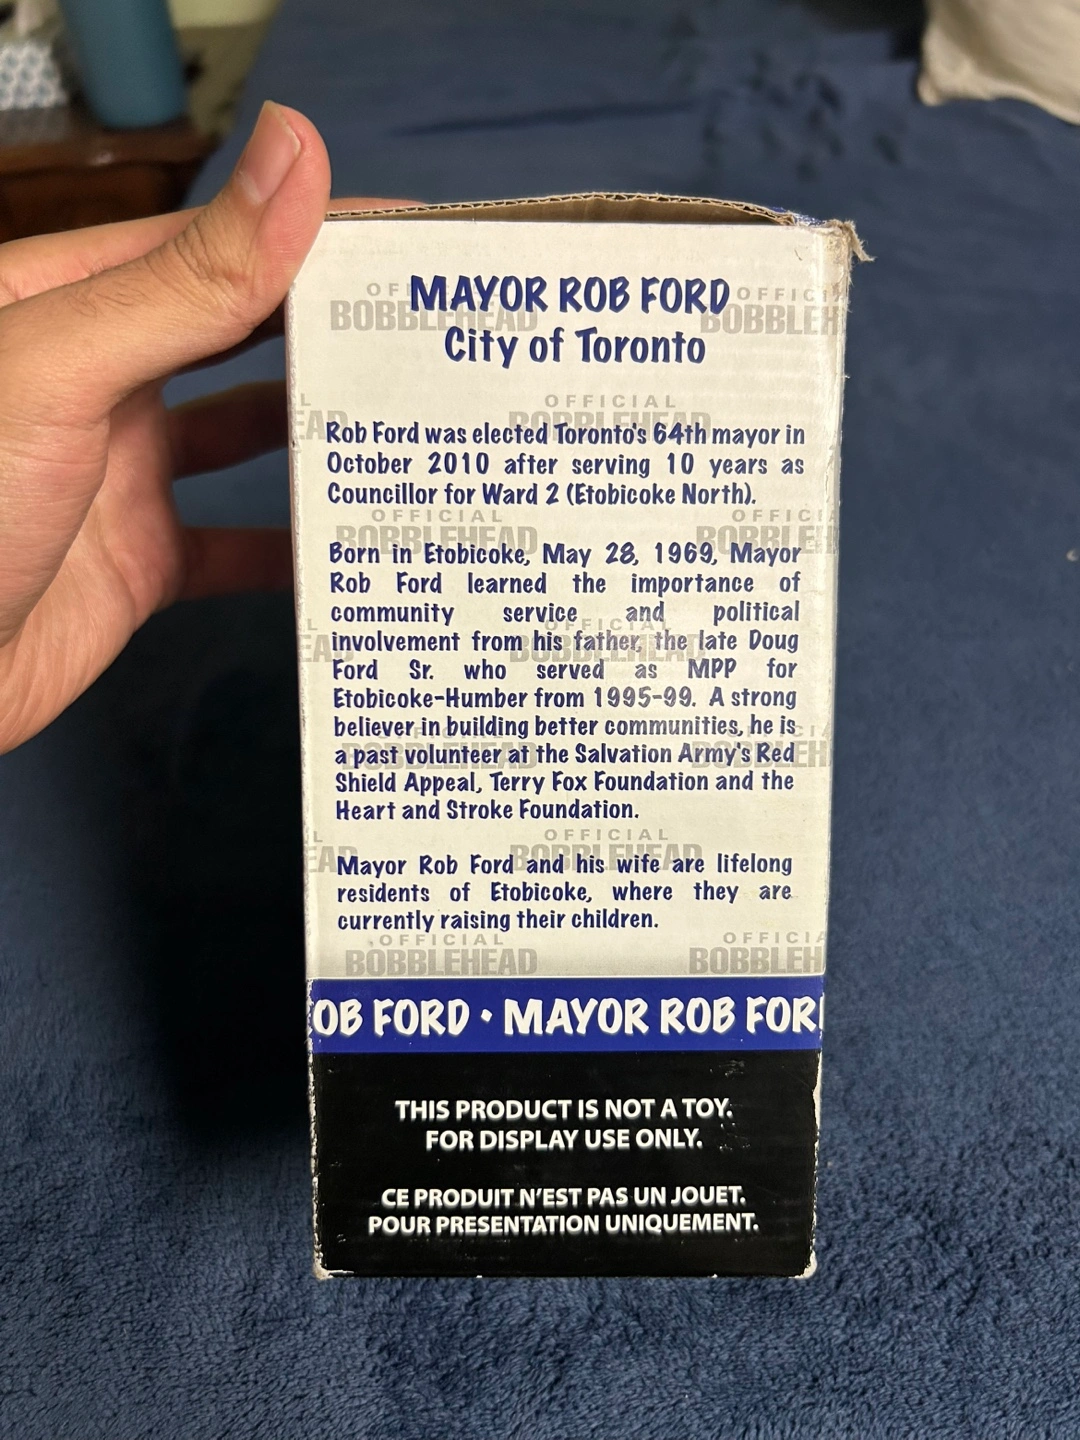 MAYOR ROB FORD
City of Toronto
Rob Ford was elected Toronto's 64th mayor in
October 2010 after serving 10 years as
Councillor for Ward 2 (Etobicoke North).
Born in Etobicoke, May 28, 1969, Mayor
Rob Ford learned the importance of
community service and political
involvement from his father, the late Doug
Ford Sr. who served as MPP for
Etobicoke-Humber from 1995-99. A strong
believer in building better communities, he is
a past volunteer at the Salvation Army's Red
Shield Appeal, Terry Fox Foundation and the
Heart and Stroke Foundation.
Mayor Rob Ford and his wife are lifelong
residents of Etobicoke, where they are
currently raising their children.
OFFICIAL
BOBBLEHEAD
OB FORD • MAYOR ROB FOR
THIS PRODUCT IS NOT A TOY.
FOR DISPLAY USE ONLY.
CE PRODUIT N'EST PAS UN JOUET.
POUR PRESENTATION UNIQUEMENT.